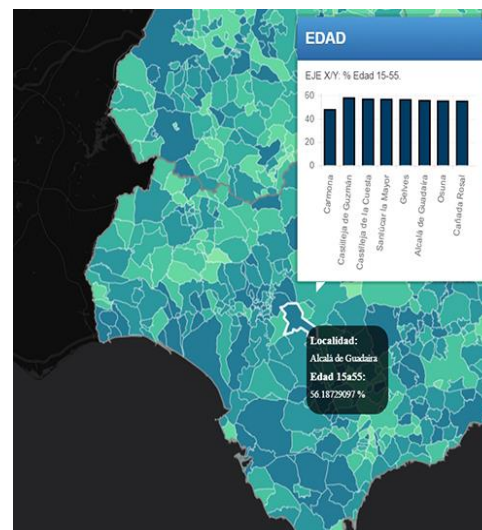 EDAD
EJE X/Y: % Edad 15-55.
60
40
20
0
Carmona
Castilleja de Guzmán
Castilleja de la Cuesta
Sanlúcar la Mayor
Gelves
Alcalá de Guadaira
Osuna
Cañada Rosal
Localidad:
Alcalá de Guadaira
Edad 15a55:
56.18729097 %